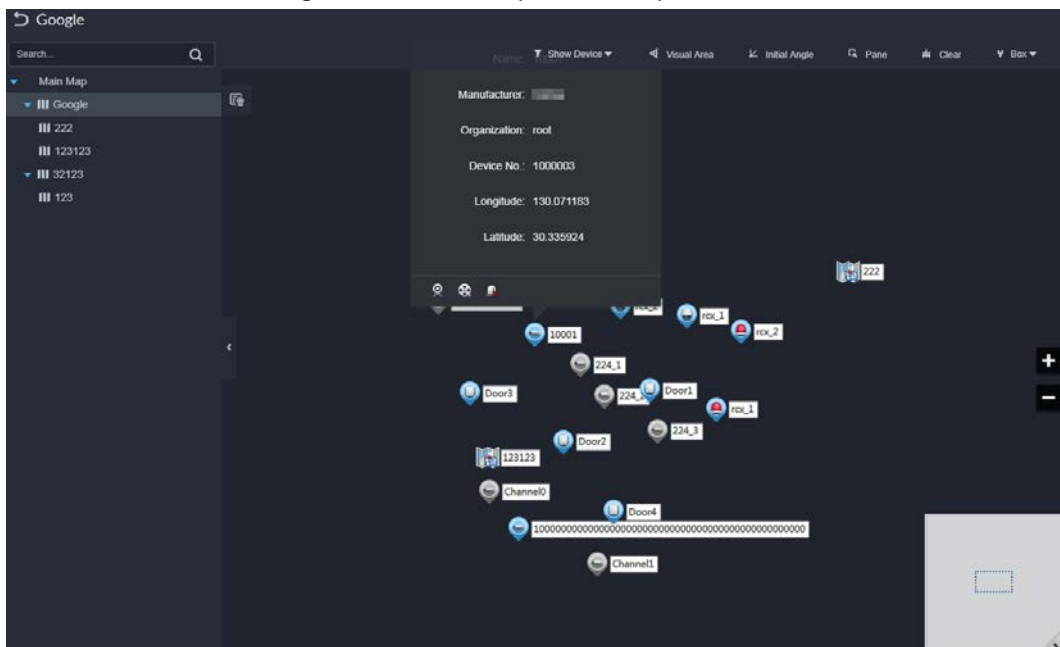 Google
Search...
Show Device
Visual Area
Initial Angle
Pane
Clear
Box
Main Map
Google
222
123123
32123
123
Name:
Manufacturer:
Organization: root
Device No.: 1000003
Longitude: 130.071183
Latitude: 30.335924
222
rcx_1
rcx_2
10001
224_1
Door3
Door1
rcx_1
224_3
Door2
123123
Channel0
Door4
Channel1